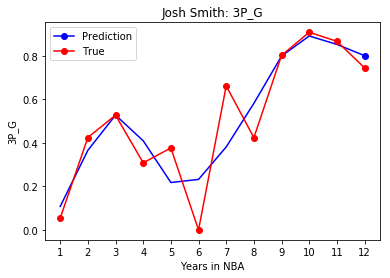 Josh Smith: 3P_G
Prediction
True
3P_G
0.8
0.6
0.4
0.2
0.0
1 2 3 4 5 6 7 8 9 10 11 12
Years in NBA